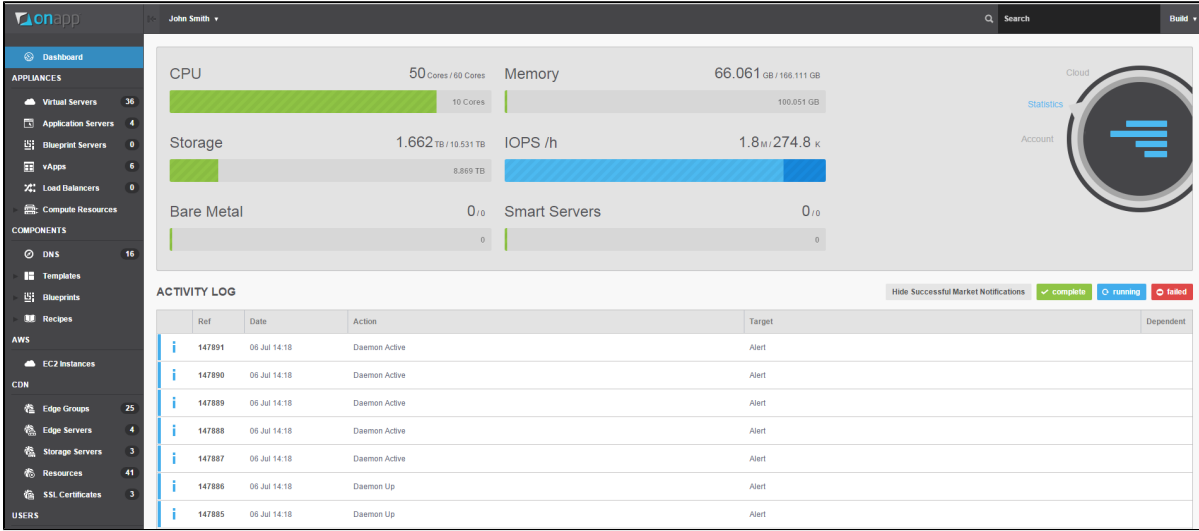 onapp
John Smith
Search
Build
Dashboard
APPLIANCES
Virtual Servers 36
Application Servers 4
Blueprint Servers 0
vApps 6
Load Balancers 0
Compute Resources
COMPONENTS
DNS 16
Templates
Blueprints
Recipes
AWS
EC2 Instances
CDN
Edge Groups 25
Edge Servers 4
Storage Servers 3
Resources 41
SSL Certificates 3
USERS
CPU 50 Cores / 60 Cores
10 Cores
Memory 66.061 GB / 166.111 GB
100.051 GB
Storage 1.662 TB / 10.531 TB
8.869 TB
IOPS /h 1.8 M / 274.8 K
Bare Metal 0 / 0
0
Smart Servers 0 / 0
0
Cloud
Statistics
Account
ACTIVITY LOG
Hide Successful Market Notifications complete running failed
Ref Date Action Target Dependent
147891 06 Jul 14:18 Daemon Active Alert
147890 06 Jul 14:18 Daemon Active Alert
147889 06 Jul 14:18 Daemon Active Alert
147888 06 Jul 14:18 Daemon Active Alert
147887 06 Jul 14:18 Daemon Active Alert
147886 06 Jul 14:18 Daemon Up Alert
147885 06 Jul 14:18 Daemon Up Alert